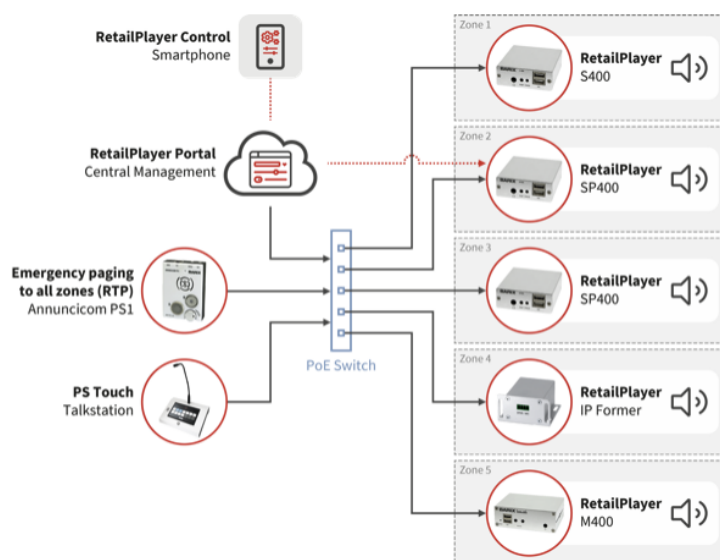 RetailPlayer Control
Smartphone
RetailPlayer Portal
Central Management
Emergency paging
to all zones (RTP)
Annuncicom PS1
PS Touch
Talkstation
PoE Switch
Zone 1
RetailPlayer
S400
Zone 2
RetailPlayer
SP400
Zone 3
RetailPlayer
SP400
Zone 4
RetailPlayer
IP Former
Zone 5
RetailPlayer
M400